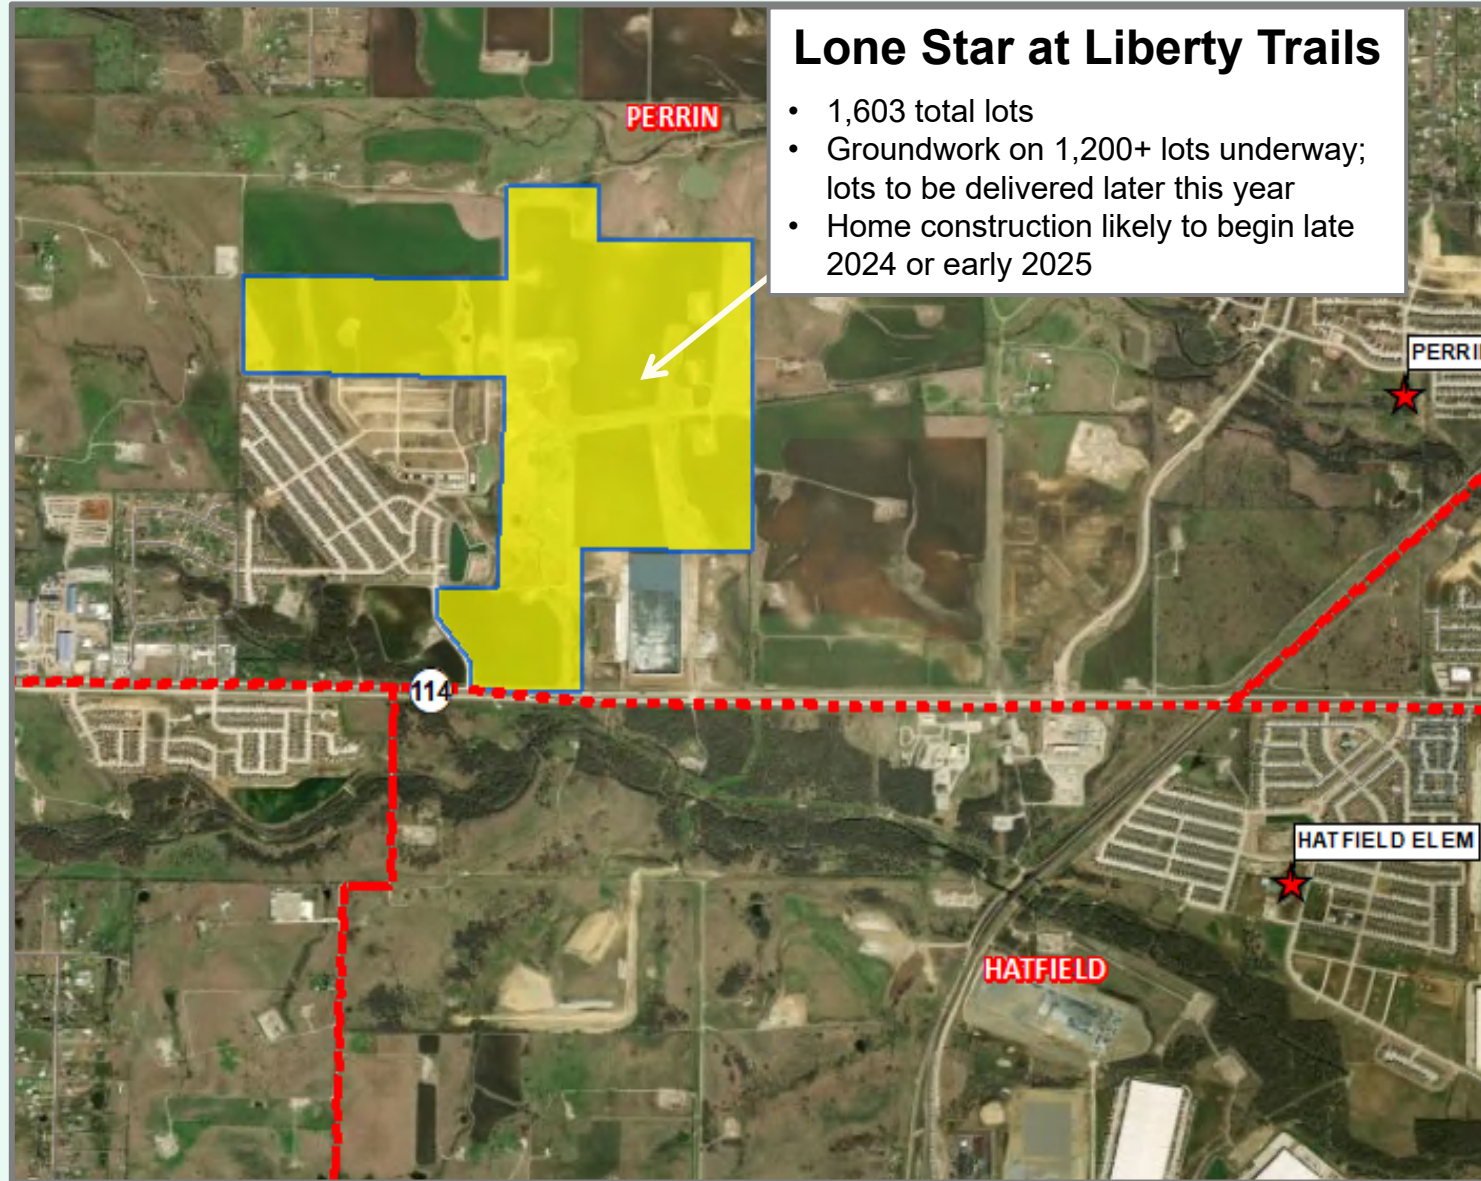 Lone Star at Liberty Trails
• 1,603 total lots
• Groundwork on 1,200+ lots underway;
lots to be delivered later this year
• Home construction likely to begin late
2024 or early 2025
PERRIN
114
HATFIELD ELEM
HATFIELD